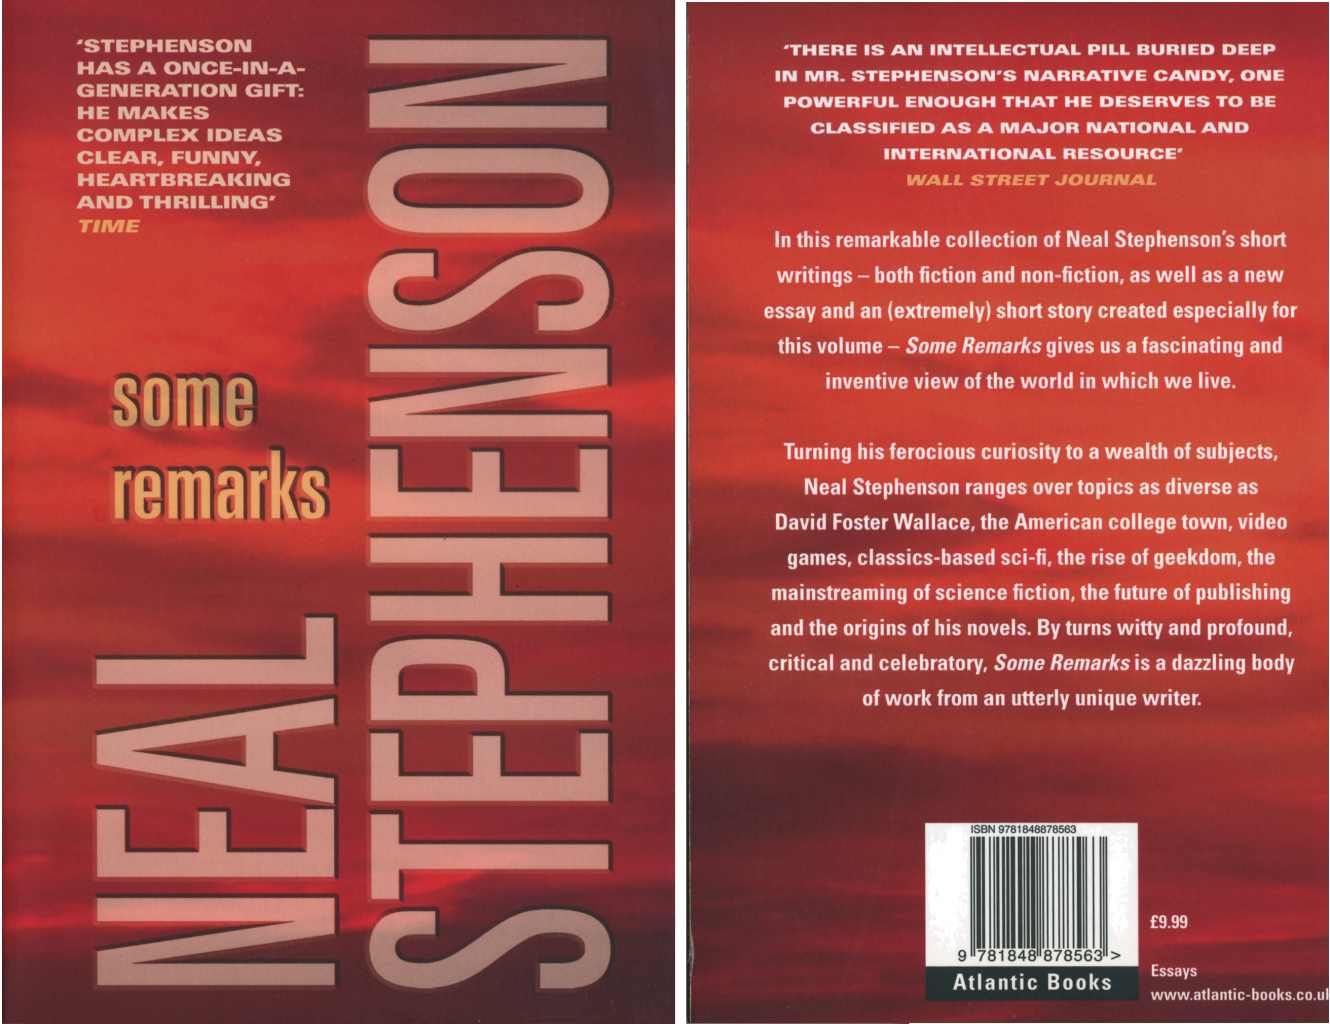 ‘STEPHENSON
HAS A ONCE-IN-A-
GENERATION GIFT:
HE MAKES
COMPLEX IDEAS
CLEAR, FUNNY,
HEARTBREAKING
AND THRILLING’
TIME
some
remarks
NEAL
STEPHENSON
‘THERE IS AN INTELLECTUAL PILL BURIED DEEP
IN MR. STEPHENSON’S NARRATIVE CANDY, ONE
POWERFUL ENOUGH THAT HE DESERVES TO BE
CLASSIFIED AS A MAJOR NATIONAL AND
INTERNATIONAL RESOURCE’
WALL STREET JOURNAL
In this remarkable collection of Neal Stephenson’s short
writings – both fiction and non-fiction, as well as a new
essay and an (extremely) short story created especially for
this volume – Some Remarks gives us a fascinating and
inventive view of the world in which we live.
Turning his ferocious curiosity to a wealth of subjects,
Neal Stephenson ranges over topics as diverse as
David Foster Wallace, the American college town, video
games, classics-based sci-fi, the rise of geekdom, the
mainstreaming of science fiction, the future of publishing
and the origins of his novels. By turns witty and profound,
critical and celebratory, Some Remarks is a dazzling body
of work from an utterly unique writer.
ISBN 9781848878563
9 781848 878563 >
Atlantic Books
£9.99
Essays
www.atlantic-books.co.uk